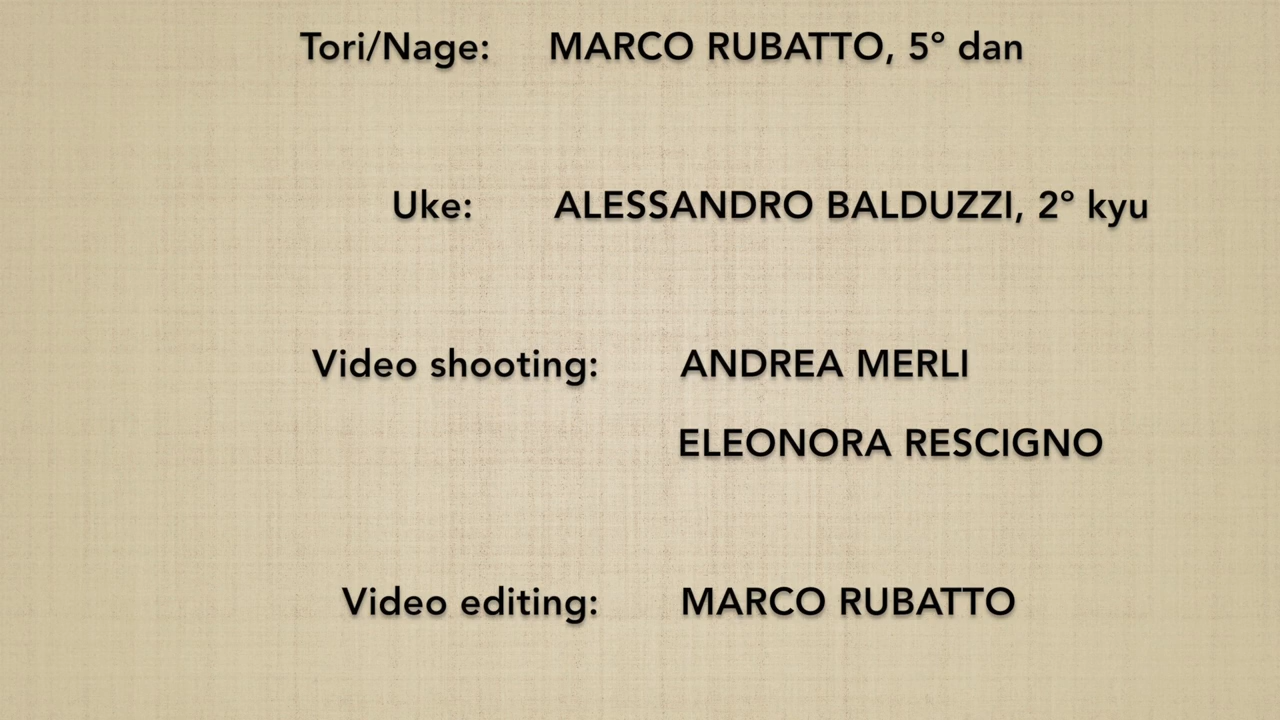 Tori/Nage: MARCO RUBATTO, 5° dan
Uke: ALESSANDRO BALDUZZI, 2° kyu
Video shooting: ANDREA MERLI
ELEONORA RESCIGNO
Video editing: MARCO RUBATTO